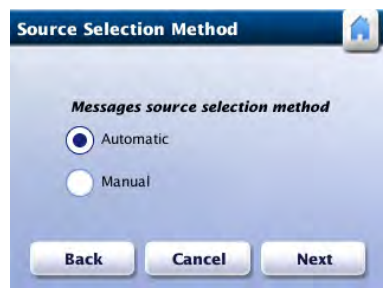 Source Selection Method
Messages source selection method
Automatic
Manual
Back Cancel Next